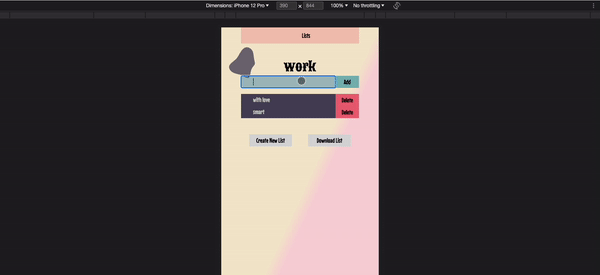 Dimensions: iPhone 12 Pro ▾ 390 × 844 100% ▾ No throttling ▾
Lists
work
Add
with love Delete
smart Delete
Create New List Download List